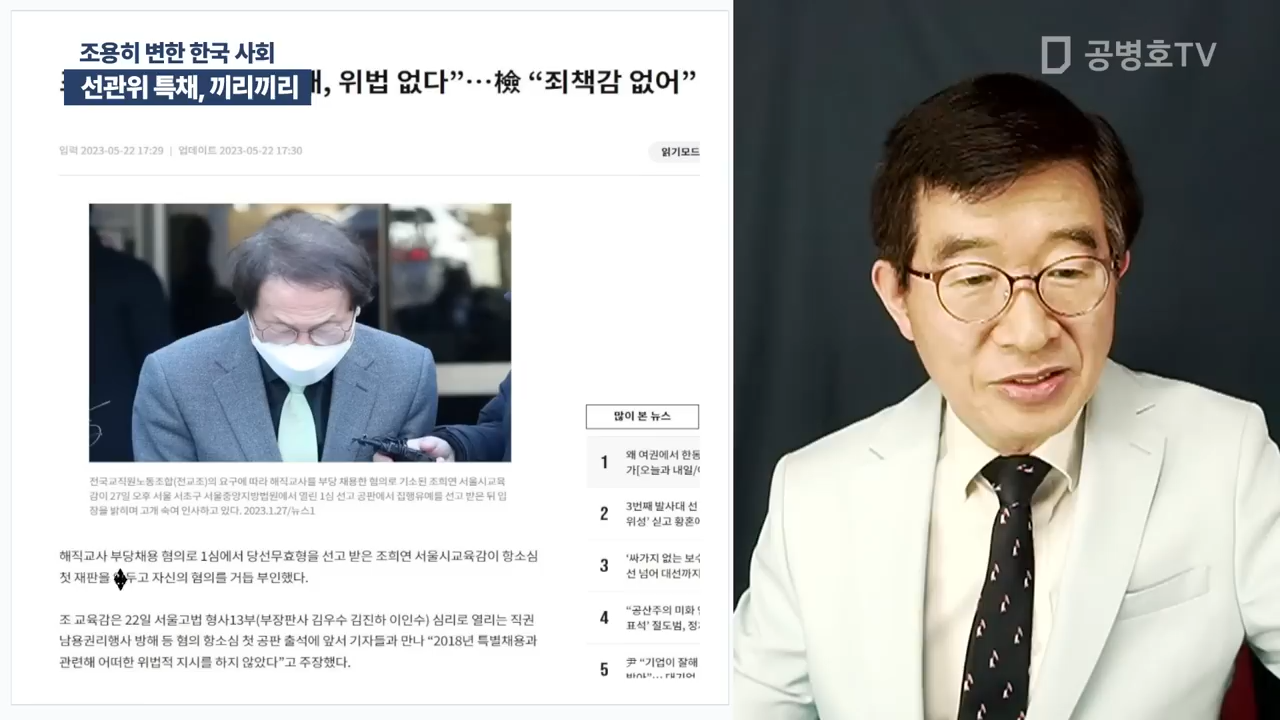 조용히 변한 한국 사회
선관위 특채, 끼리끼리
위법 없다”…檢 “죄책감 없어”
입력 2023-05-22 17:29 | 업데이트 2023-05-22 17:30
읽기모드
공병호TV
전국교직원노동조합(전교조)의 요구에 따라 해직교사를 부당 채용한 혐의로 기소된 조희연 서울시교육
감이 27일 오후 서울 서초구 서울중앙지방법원에서 열린 1심 선고 공판에서 집행유예를 선고 받은 뒤 입
장을 밝히며 고개 숙여 인사하고 있다. 2023.1.27/뉴스1
해직교사 부당채용 혐의로 1심에서 당선무효형을 선고 받은 조희연 서울시교육감이 항소심
첫 재판을 앞두고 자신의 혐의를 거듭 부인했다.
조 교육감은 22일 서울고법 형사13부(부장판사 김우수 김진하 이인수) 심리로 열리는 직권
남용권리행사 방해 등 혐의 항소심 첫 공판 출석에 앞서 기자들과 만나 “2018년 특별채용과
관련해 어떠한 위법적 지시를 하지 않았다”고 주장했다.
많이 본 뉴스
1 왜 여권에서 한동
가[오늘과 내일/
2 3번째 발사대 선
위성’ 싣고 황혼
3 ‘싸가지 없는 보수
선 넘어 대선까지
4 “공산주의 미화
표석’ 절도범,
5 尹 “기업이 잘해